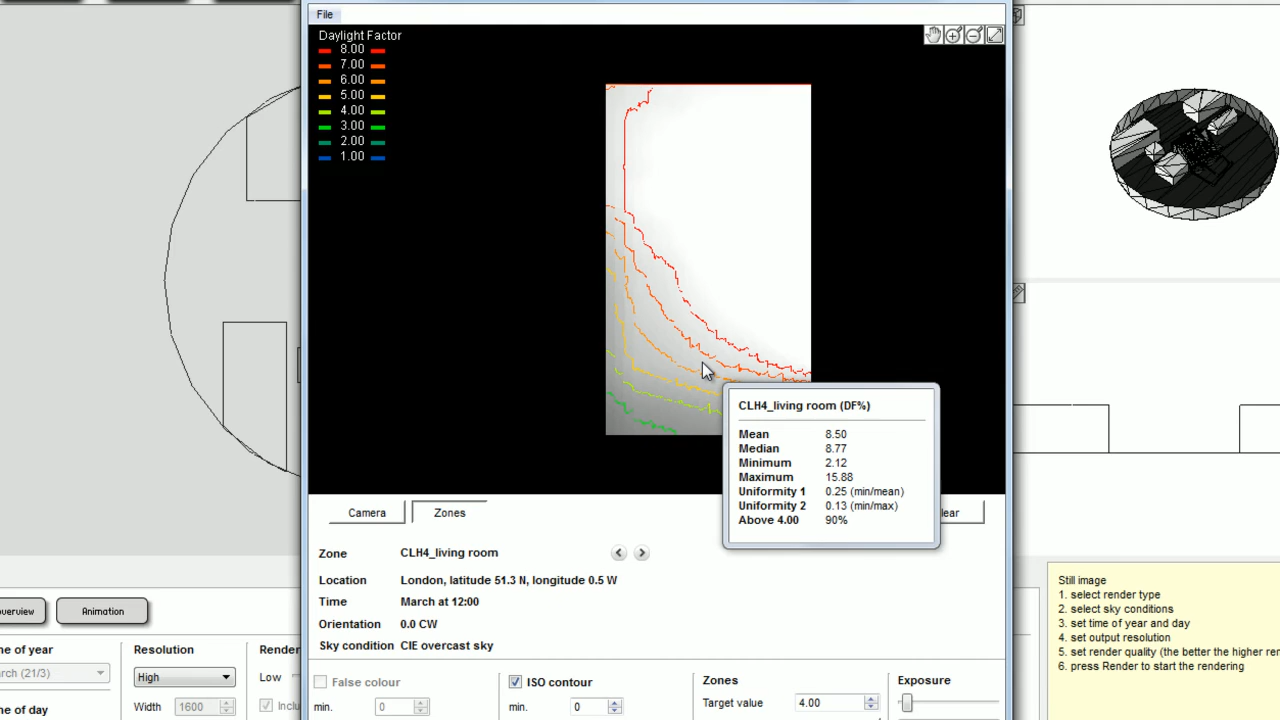 File
Daylight Factor
8.00
7.00
6.00
5.00
4.00
3.00
2.00
1.00
CLH4_living room (DF%)
Mean 8.50
Median 8.77
Minimum 2.12
Maximum 15.88
Uniformity 1 0.25 (min/mean)
Uniformity 2 0.13 (min/max)
Above 4.00 90%
Camera Zones lear
Zone CLH4_living room
Location London, latitude 51.3 N, longitude 0.5 W
Time March at 12:00
Orientation 0.0 CW
Sky condition CIE overcast sky
False colour
min. 0
ISO contour
min. 0
Zones
Target value 4.00
Exposure
verview Animation
ne of year
arch (21/3)
ne of day
Resolution
High
Width 1600
Render
Low
Inclu
Still image
1. select render type
2. select sky conditions
3. set time of year and day
4. set output resolution
5. set render quality (the better the higher ren
6. press Render to start the rendering